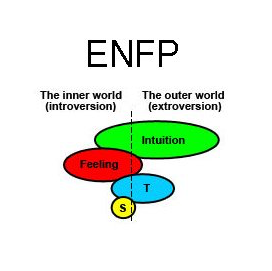 ENFP
The inner world The outer world
(introversion) (extroversion)
Intuition
Feeling
T
S